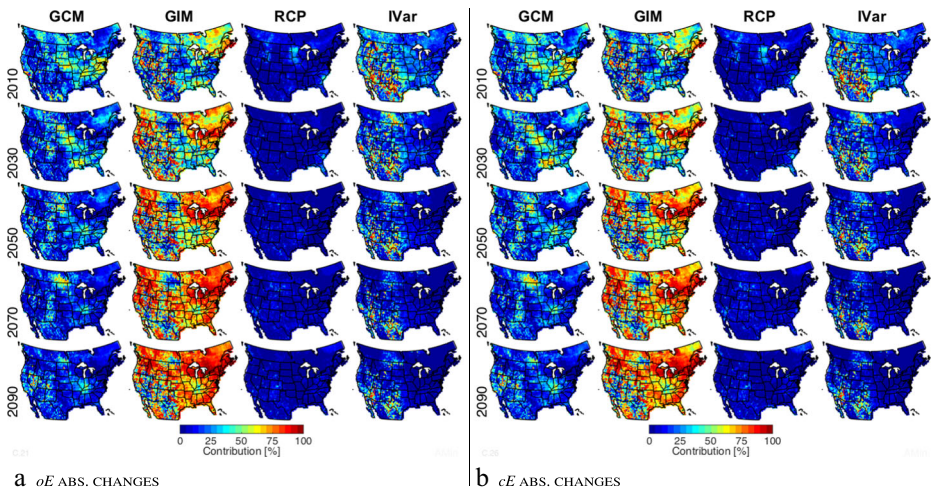 GCM GIM RCP IVar
2010
2030
2050
2070
2090
0 25 50 75 100
Contribution [%]
a oE ABS. CHANGES
GCM GIM RCP IVar
2010
2030
2050
2070
2090
0 25 50 75 100
Contribution [%]
b cE ABS. CHANGES